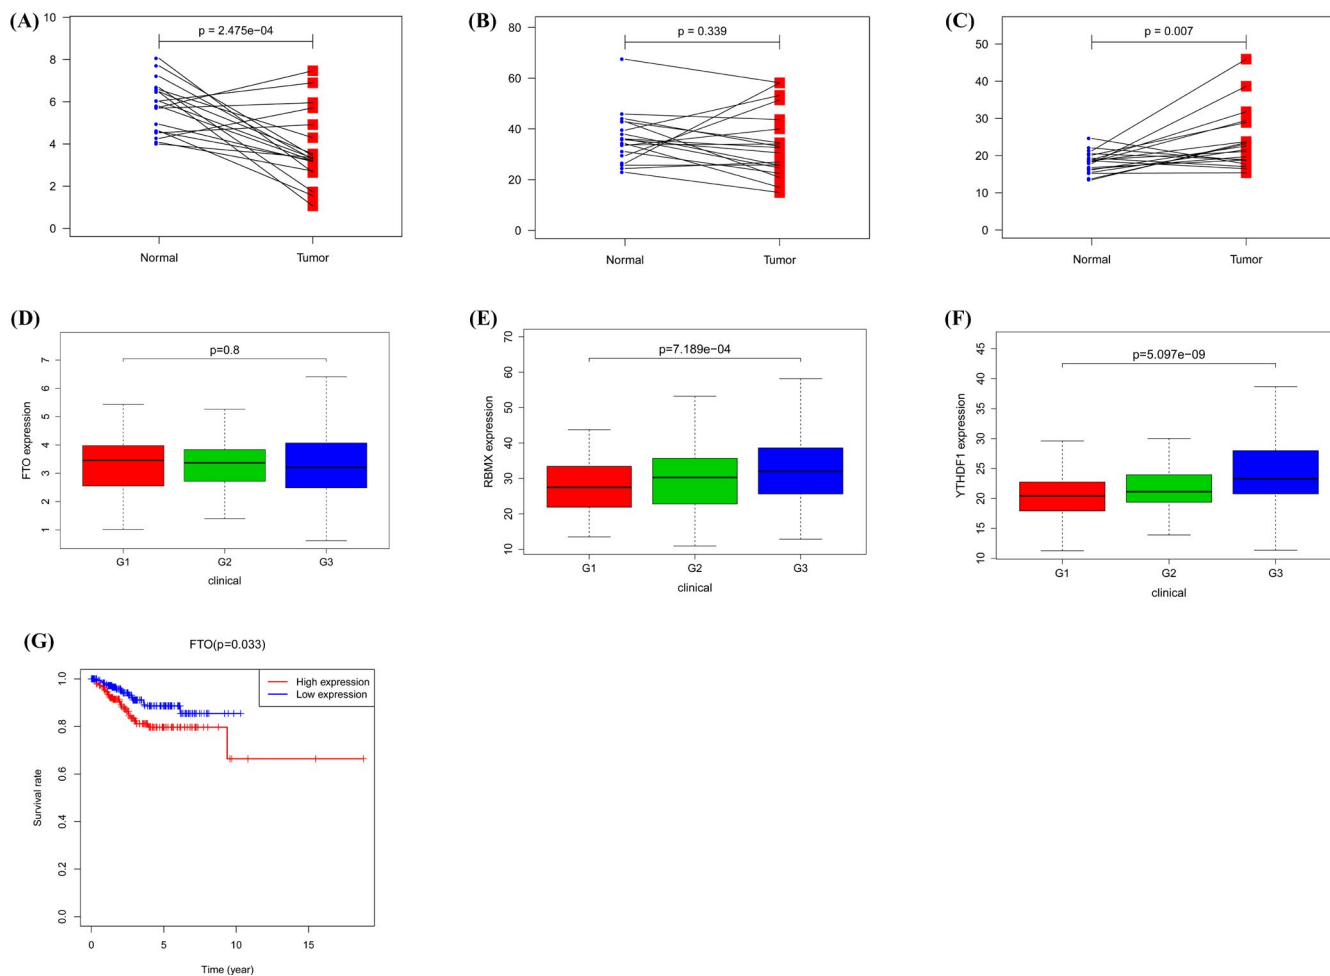 (A)
p = 2.475e−04
10
8
6
4
2
0
Normal Tumor
(B)
p = 0.339
80
60
40
20
0
Normal Tumor
(C)
p = 0.007
50
40
30
20
10
0
Normal Tumor
(D)
p=0.8
FTO expression
7
6
5
4
3
2
1
G1 G2 G3
clinical
(E)
p=7.189e−04
RBMX expression
70
60
50
40
30
20
10
G1 G2 G3
clinical
(F)
p=5.097e−09
YTHDF1 expression
45
40
35
30
25
20
15
10
G1 G2 G3
clinical
(G)
FTO(p=0.033)
High expression
Low expression
Survival rate
1.0
0.8
0.6
0.4
0.2
0.0
0 5 10 15
Time (year)